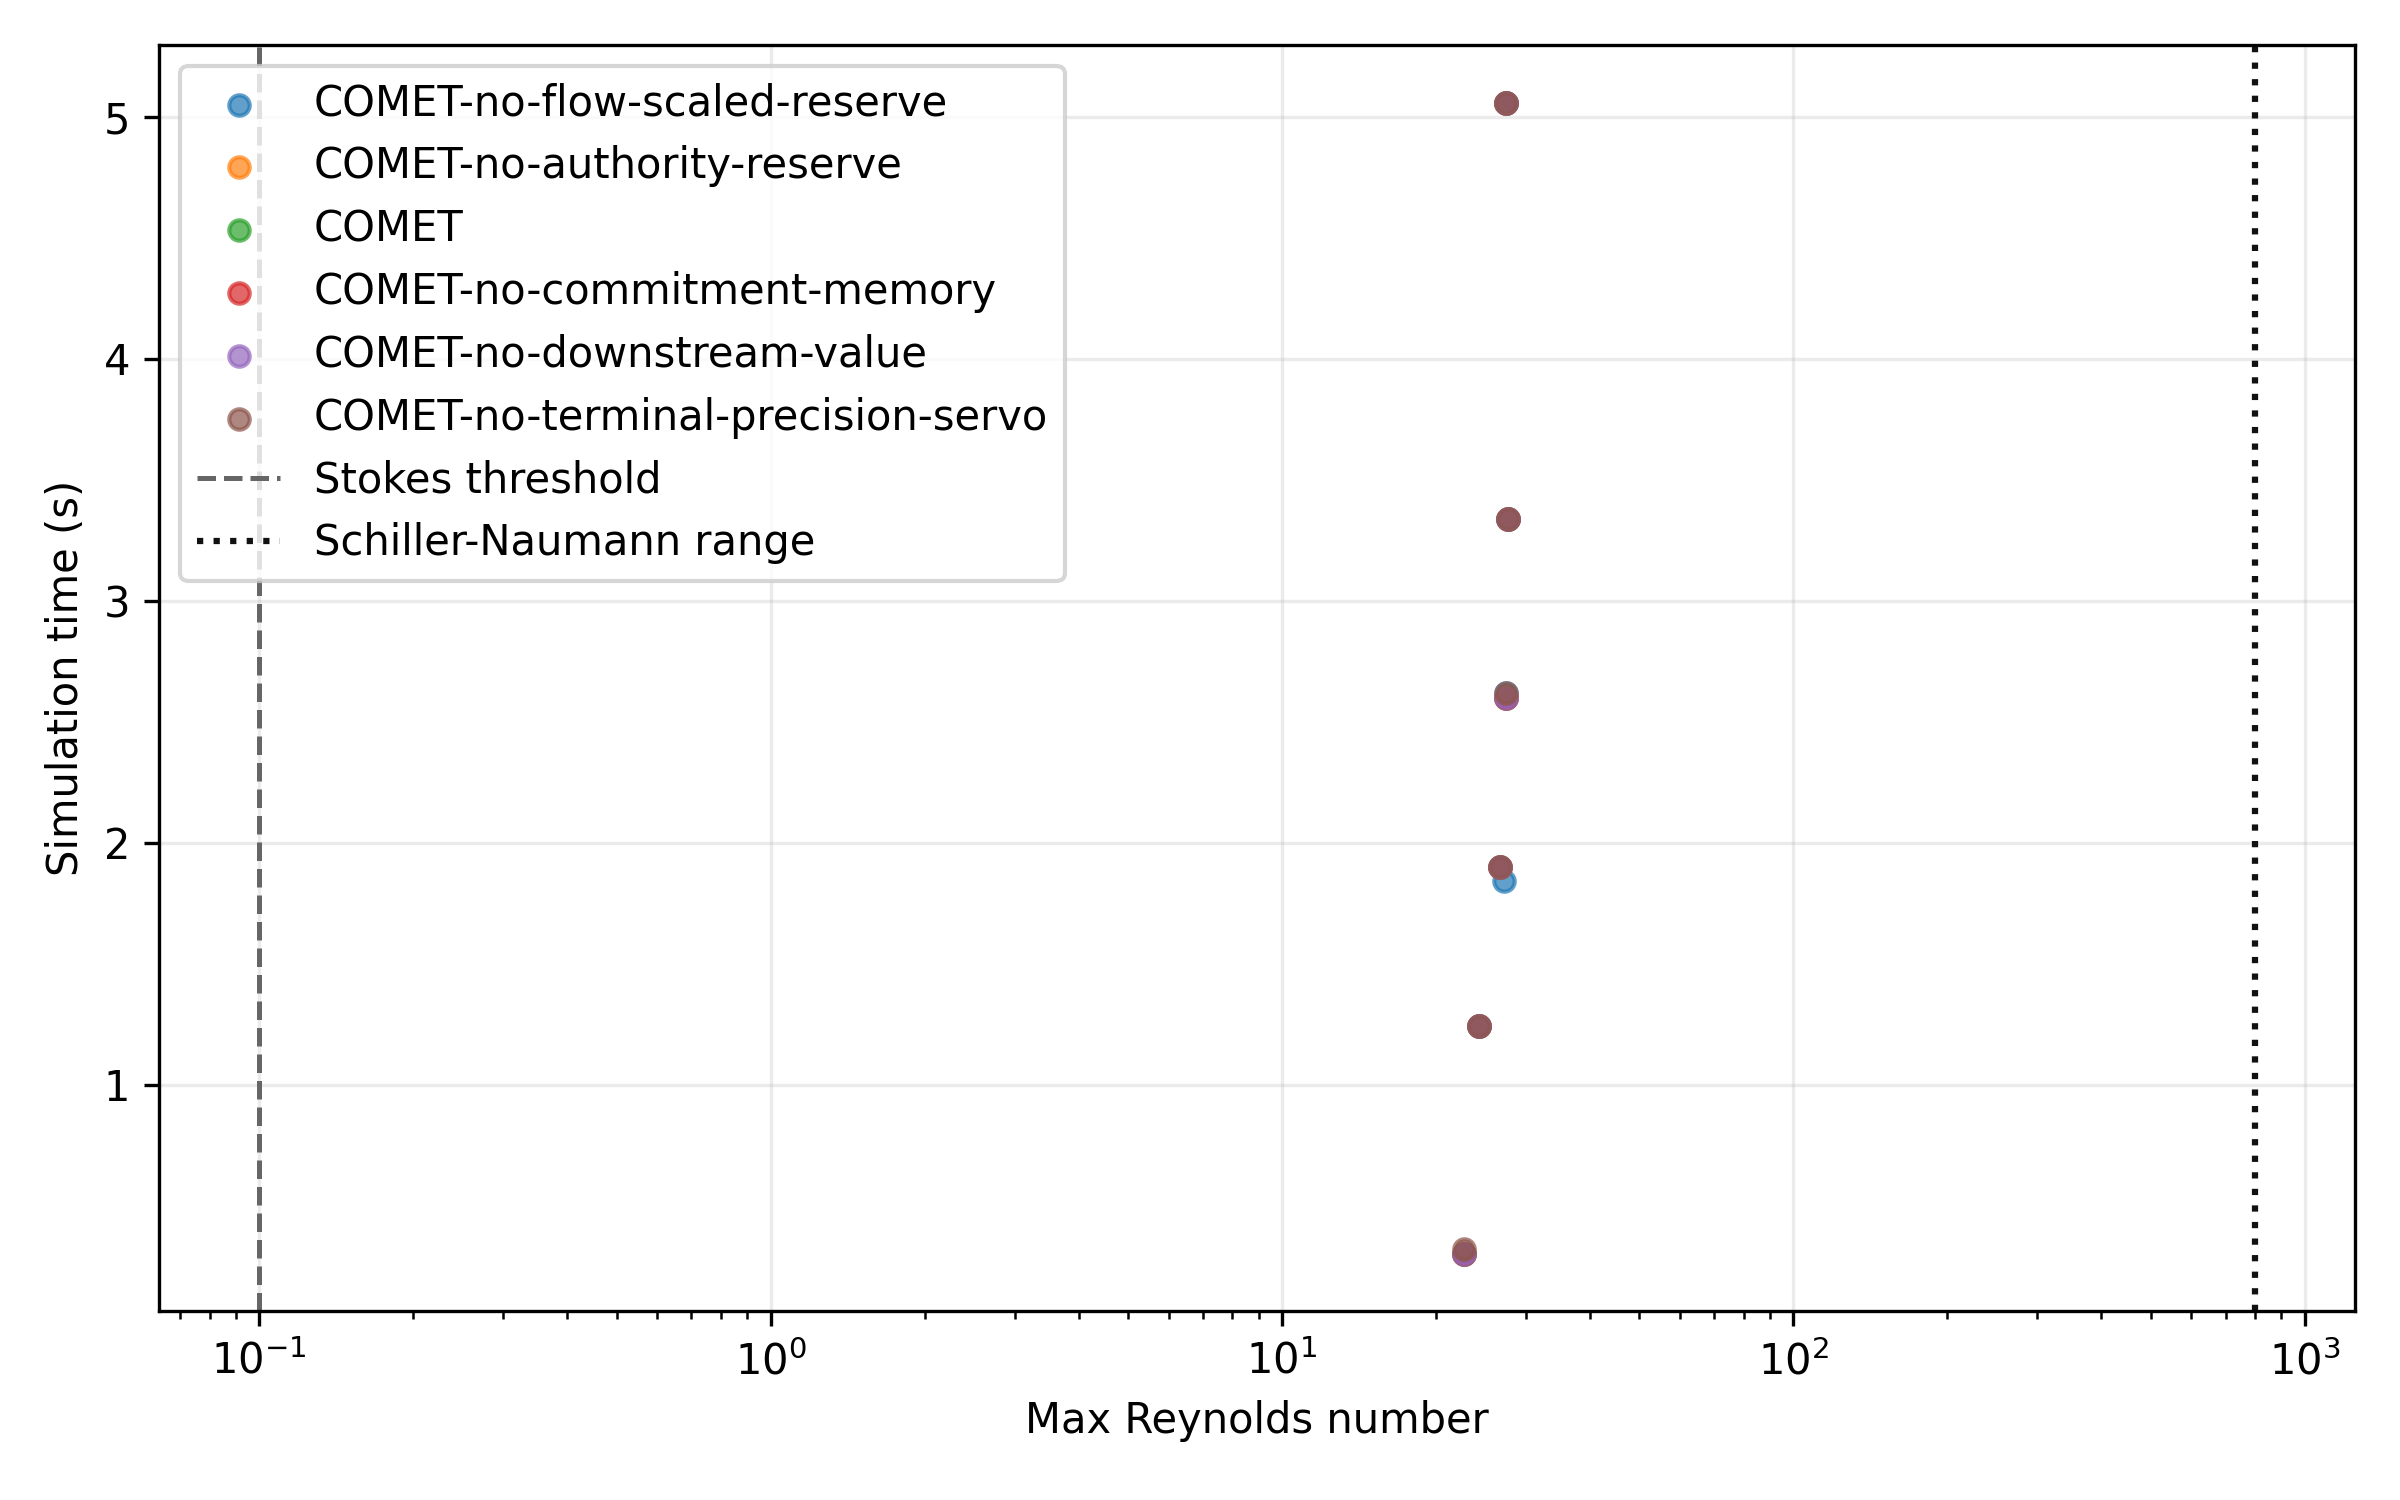 COMET-no-flow-scaled-reserve
COMET-no-authority-reserve
COMET
COMET-no-commitment-memory
COMET-no-downstream-value
COMET-no-terminal-precision-servo
Stokes threshold
Schiller-Naumann range
Simulation time (s)
5
4
3
2
1
10⁻¹ 10⁰ 10¹ 10² 10³
Max Reynolds number